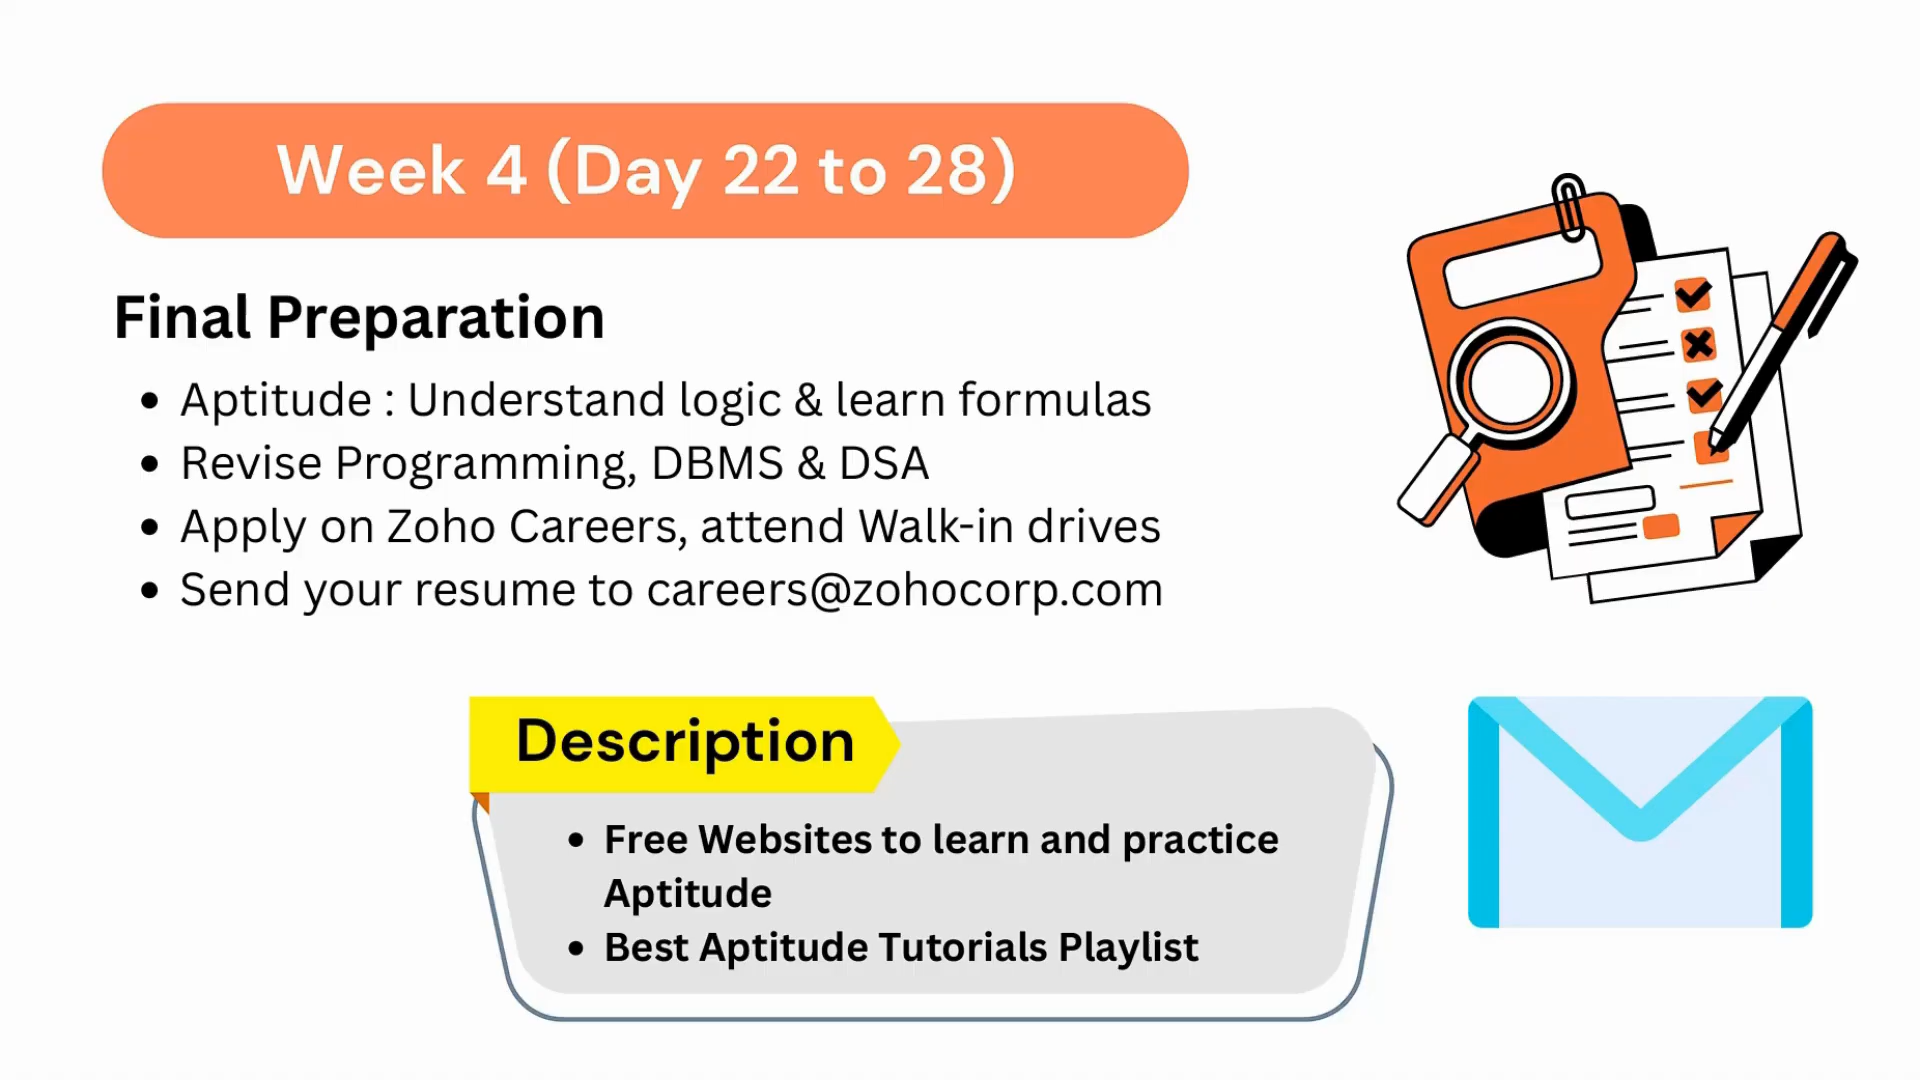 Week 4 (Day 22 to 28)
Final Preparation
• Aptitude : Understand logic & learn formulas
• Revise Programming, DBMS & DSA
• Apply on Zoho Careers, attend Walk-in drives
• Send your resume to careers@zohocorp.com
Description
• Free Websites to learn and practice
Aptitude
• Best Aptitude Tutorials Playlist